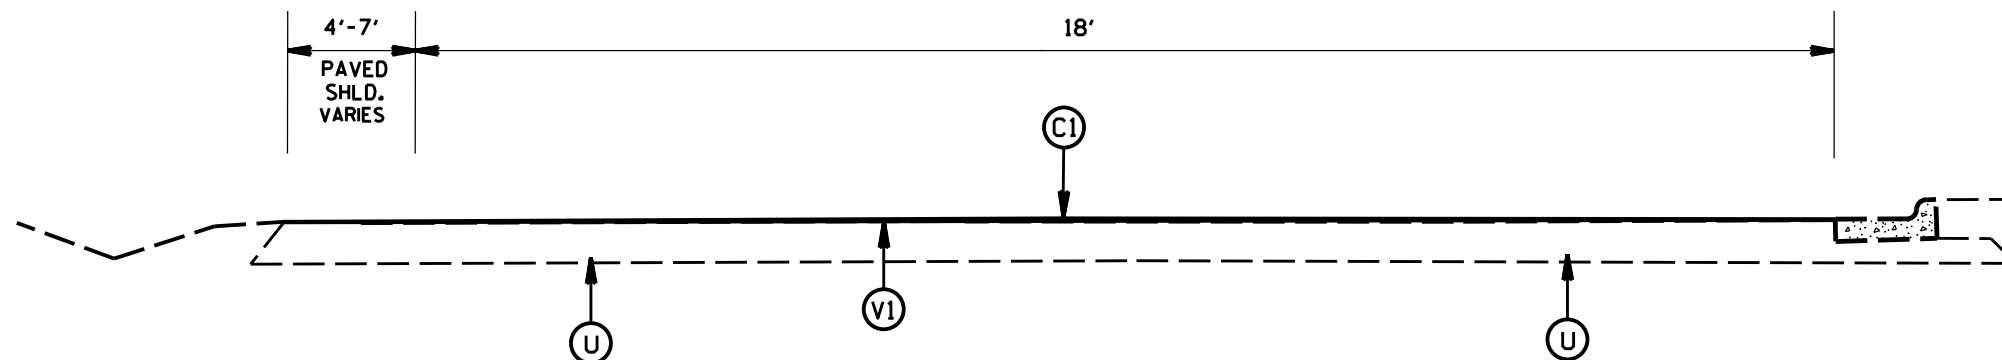 4'-7'
18'
PAVED
SHLD.
VARIES
C1
V1
U
U